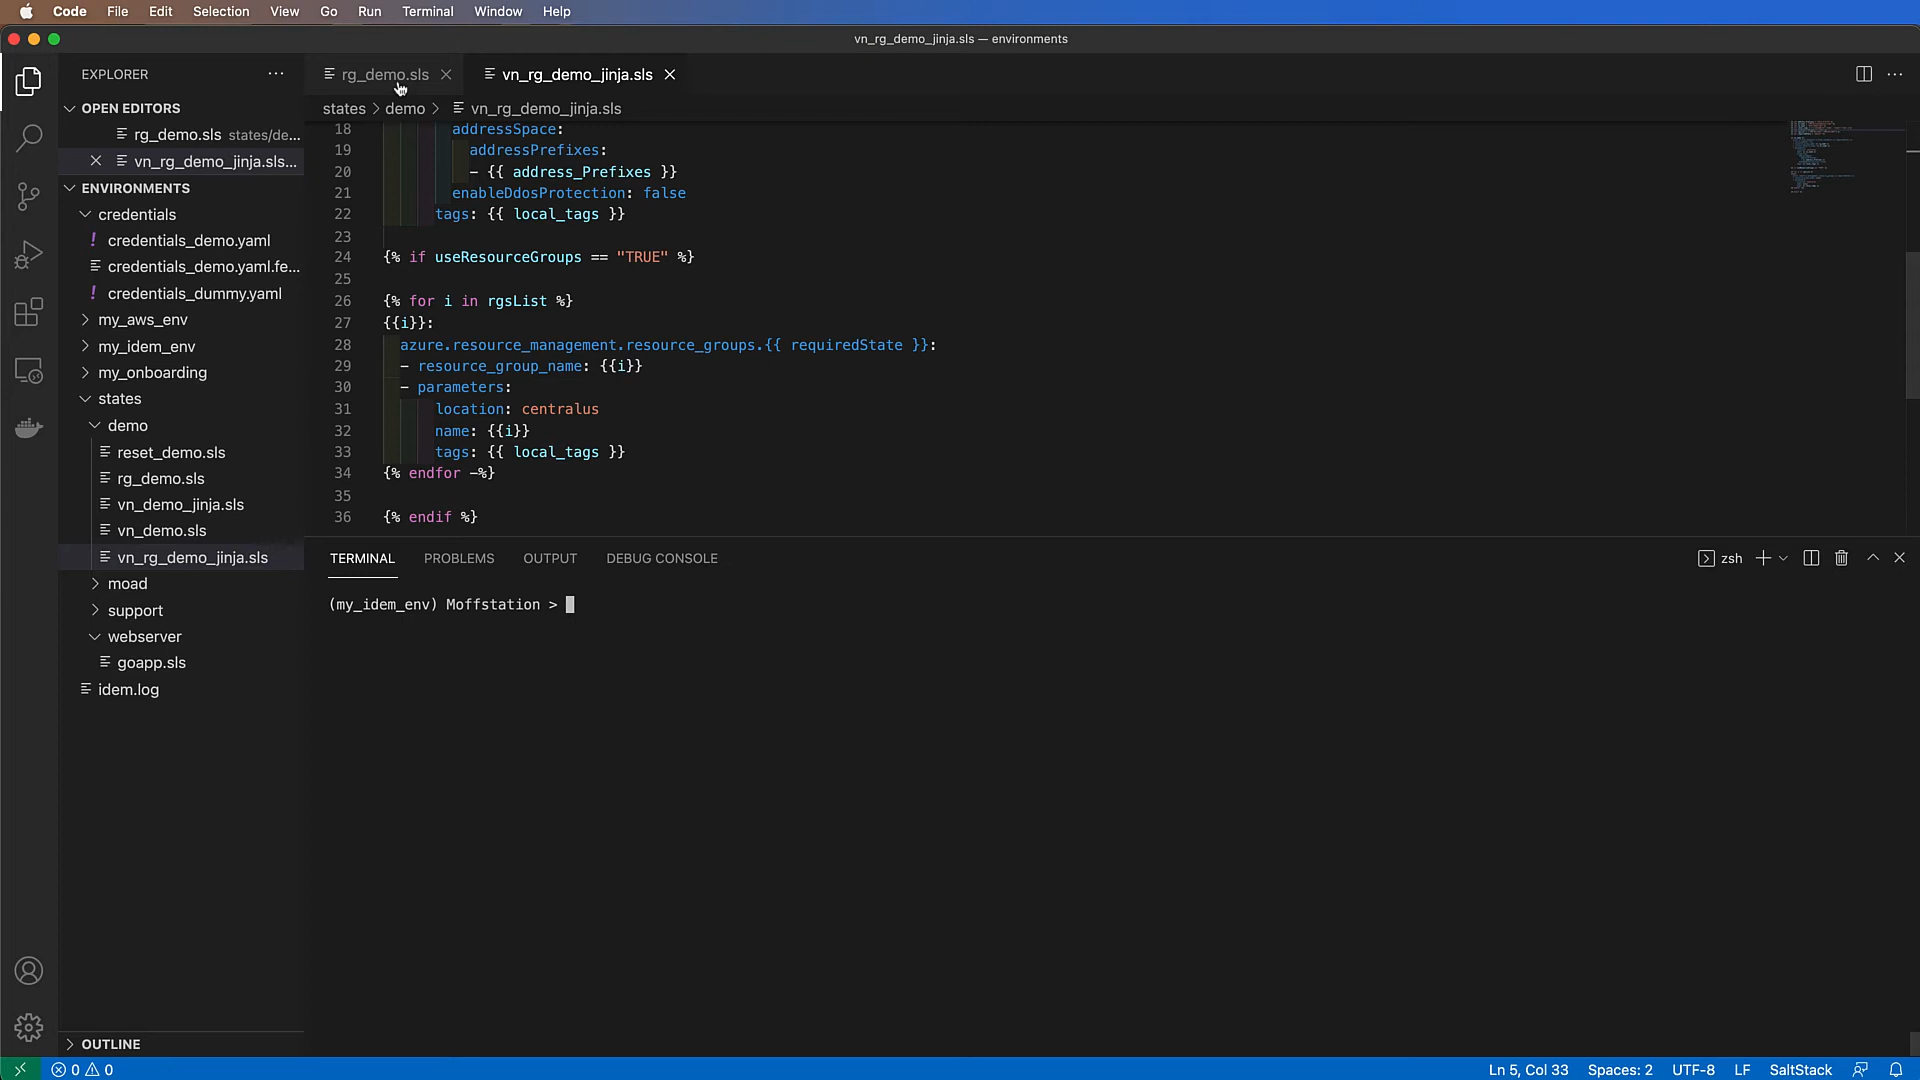 Code File Edit Selection View Go Run Terminal Window Help
vn_rg_demo_jinja.sls — environments
EXPLORER
rg_demo.sls
vn_rg_demo_jinja.sls
states > demo > vn_rg_demo_jinja.sls
OPEN EDITORS
rg_demo.sls states/de...
vn_rg_demo_jinja.sls...
ENVIRONMENTS
credentials
! credentials_demo.yaml
credentials_demo.yaml.fe...
! credentials_dummy.yaml
my_aws_env
my_idem_env
my_onboarding
states
demo
reset_demo.sls
rg_demo.sls
vn_demo_jinja.sls
vn_demo.sls
vn_rg_demo_jinja.sls
moad
support
webserver
goapp.sls
idem.log
OUTLINE
18 addressSpace:
19 addressPrefixes:
20 - {{ address_Prefixes }}
21 enableDdosProtection: false
22 tags: {{ local_tags }}
23
24 {% if useResourceGroups == "TRUE" %}
25
26 {% for i in rgsList %}
27 {{i}}:
28 azure.resource_management.resource_groups.{{ requiredState }}:
29 - resource_group_name: {{i}}
30 - parameters:
31 location: centralus
32 name: {{i}}
33 tags: {{ local_tags }}
34 {% endfor -%}
35
36 {% endif %}
TERMINAL PROBLEMS OUTPUT DEBUG CONSOLE
zsh
(my_idem_env) Moffstation >
0 0
Ln 5, Col 33 Spaces: 2 UTF-8 LF SaltStack